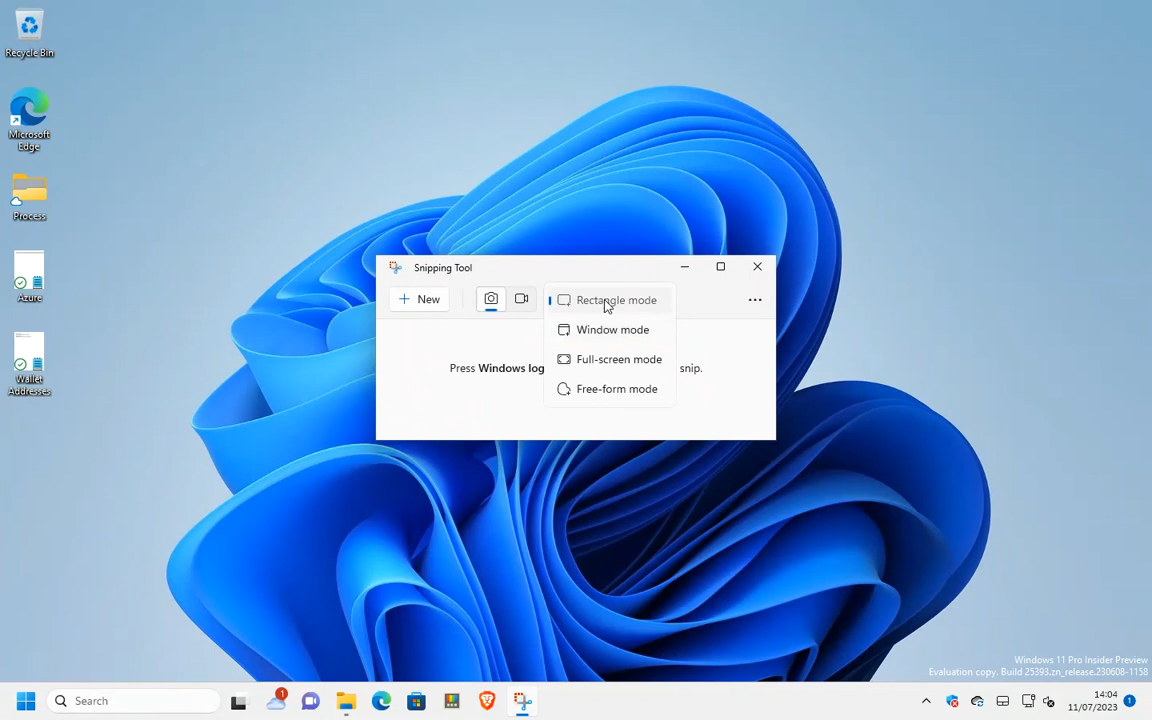 Recycle Bin
Microsoft
Edge
Process
Azure
Wallet
Addresses
Snipping Tool
New
Rectangle mode
Window mode
Full-screen mode
Free-form mode
Press Windows log
snip.
Windows 11 Pro Insider Preview
Evaluation copy. Build 25393.zn_release.230608-1158
Search
1
14:04
11/07/2023
1